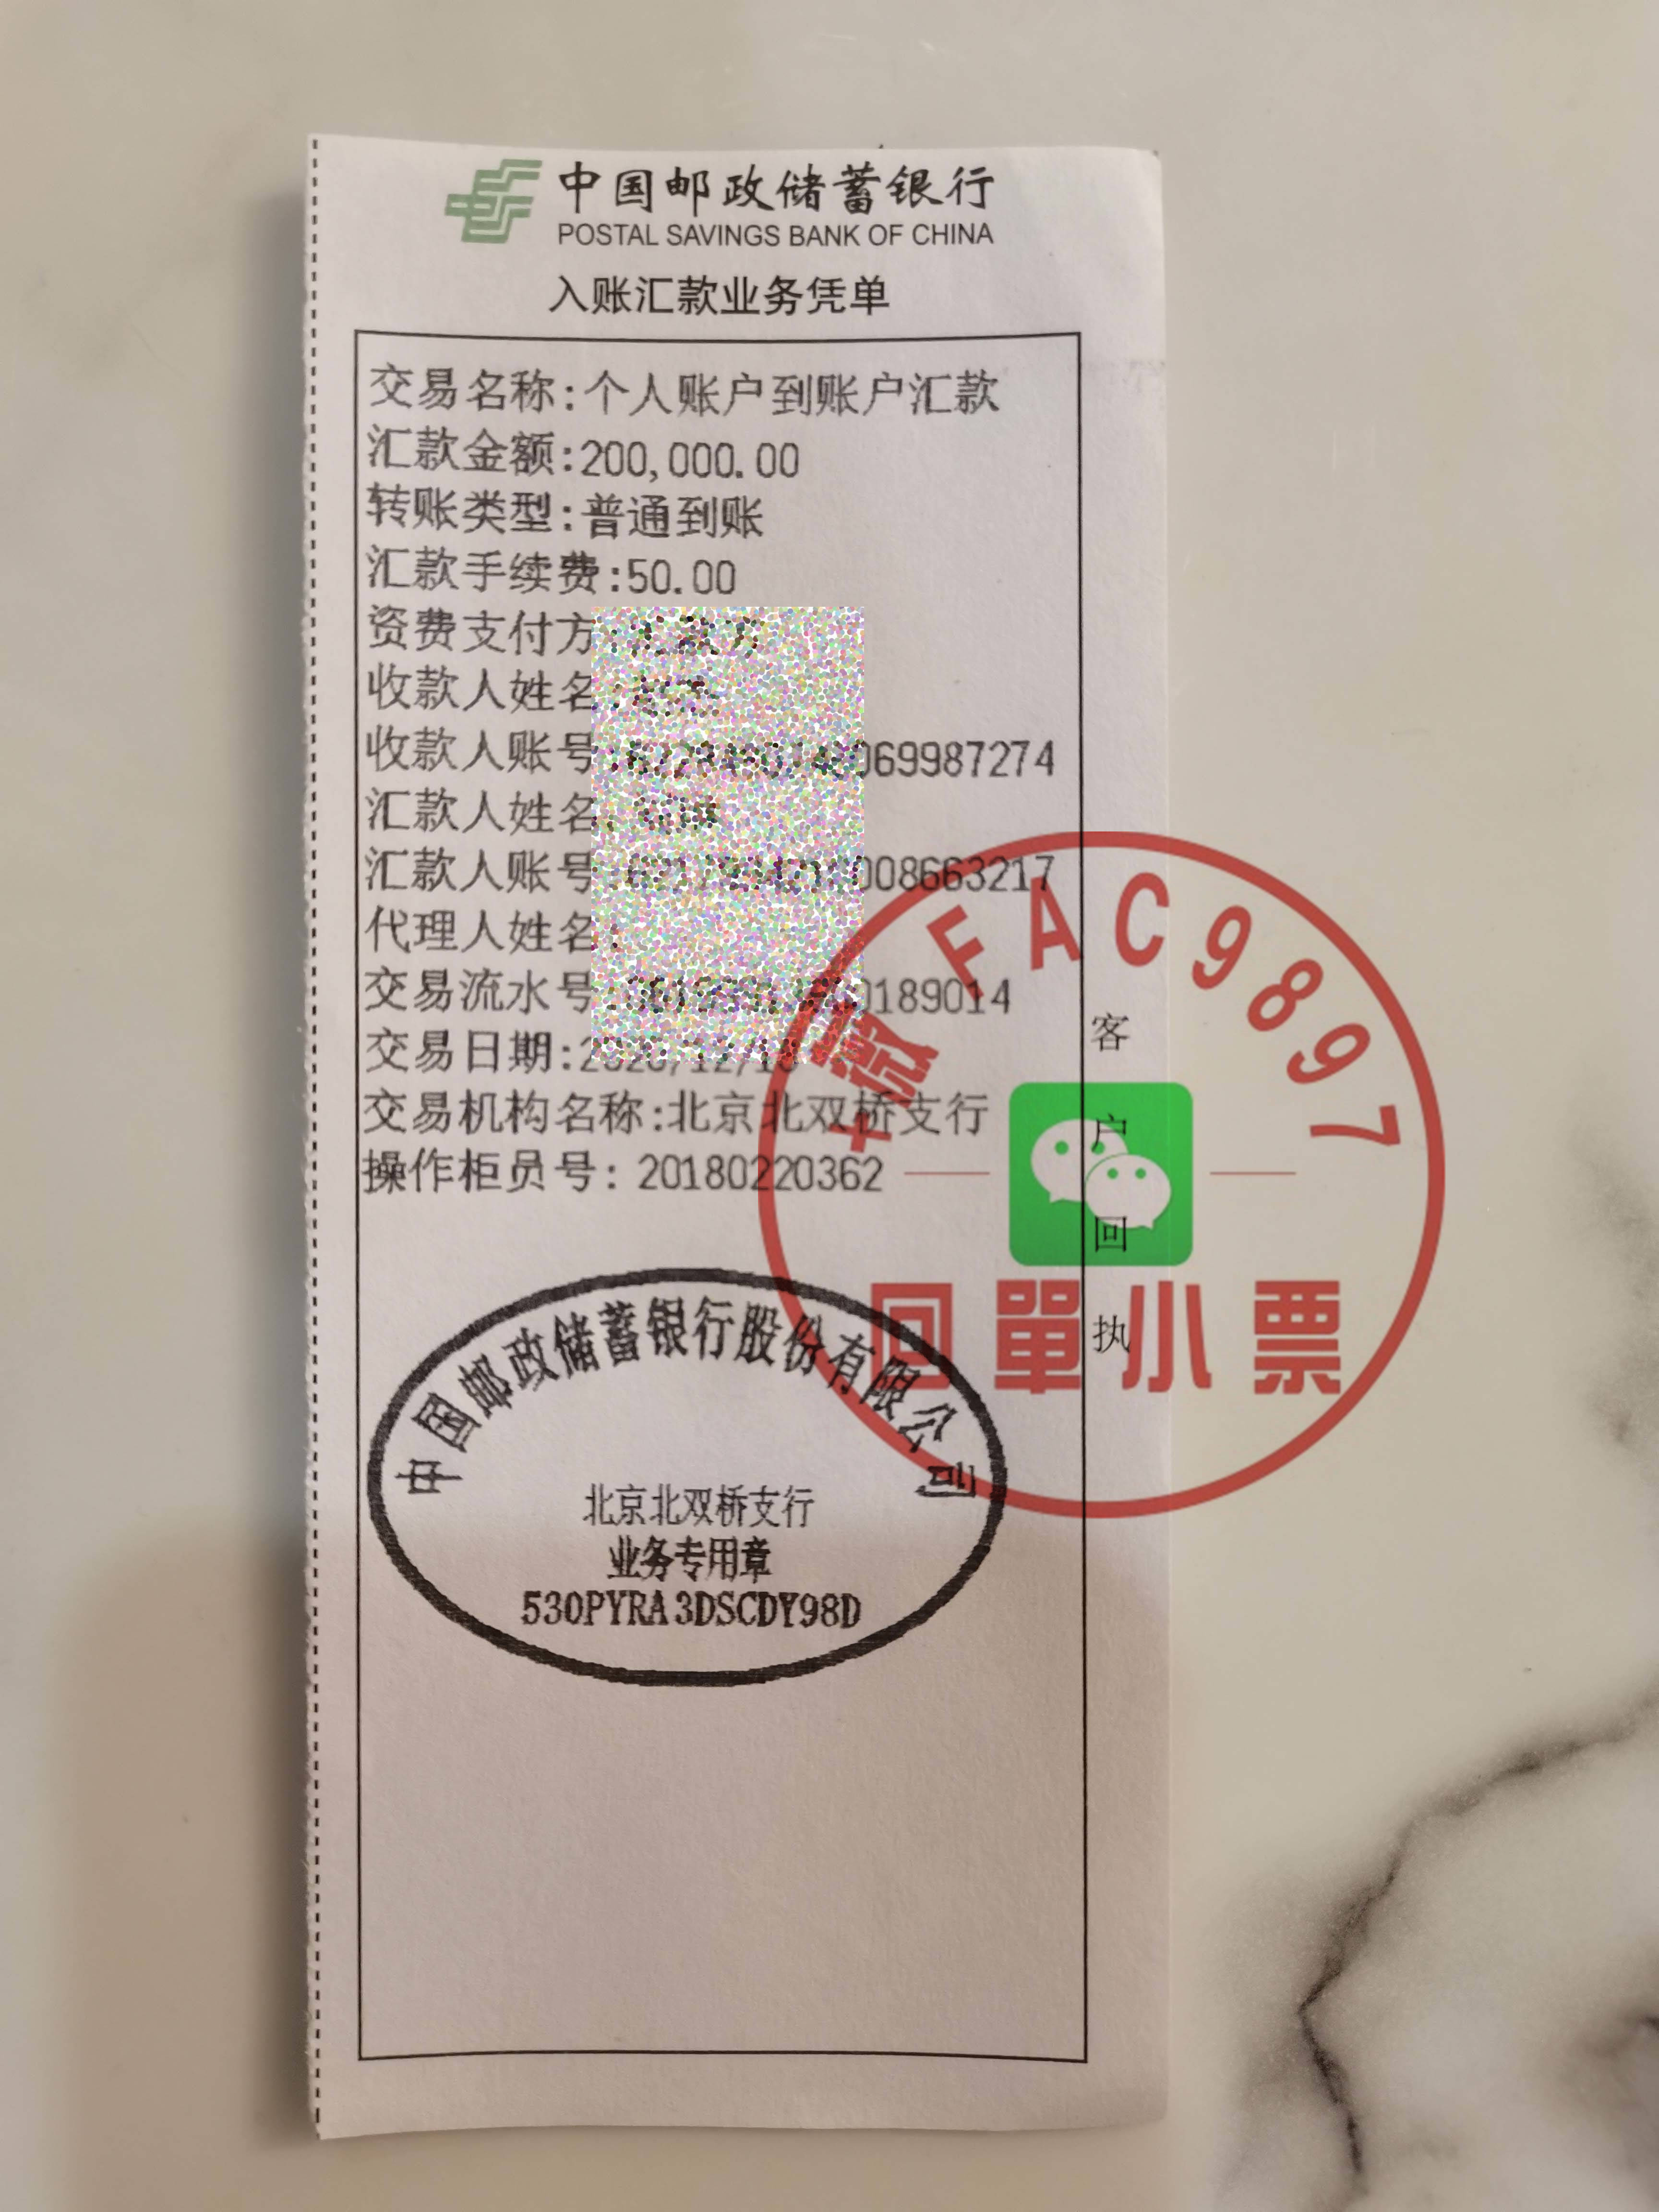 中国邮政储蓄银行
POSTAL SAVINGS BANK OF CHINA
入账汇款业务凭单
交易名称:个人账户到账户汇款
汇款金额:200,000.00
转账类型:普通到账
汇款手续费:50.00
资费支付方
收款人姓名
收款人账号 069987274
汇款人姓名
汇款人账号 008663217
代理人姓名
交易流水号 0189014
交易日期:
交易机构名称:北京北双桥支行
操作柜员号: 20180220362
客户回执
薇 FAC9897
回單小票
中国邮政储蓄银行股份有限公司
北京北双桥支行
业务专用章
530PYRA3DSCDY98D